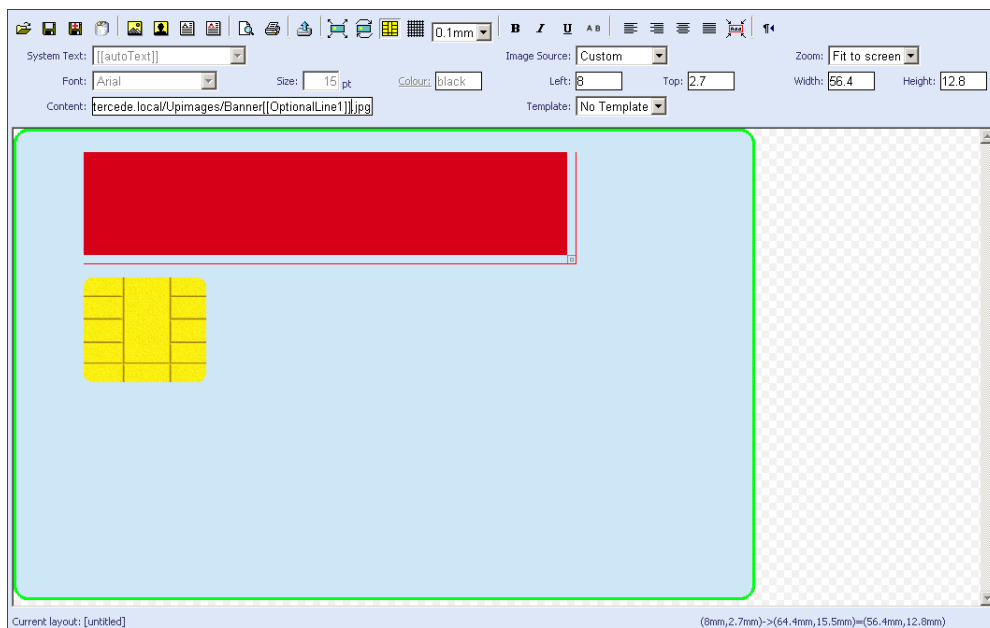 0.1mm B I U A B
System Text: [[autoText]] Image Source: Custom Zoom: Fit to screen
Font: Arial Size: 15 pt Colour: black Left: 8 Top: 2.7 Width: 56.4 Height: 12.8
Content: tercede.local/Upimages/Banner[[OptionalLine1]].jpg Template: No Template
Current layout: [untitled] (8mm,2.7mm)->(64.4mm,15.5mm)=(56.4mm,12.8mm)